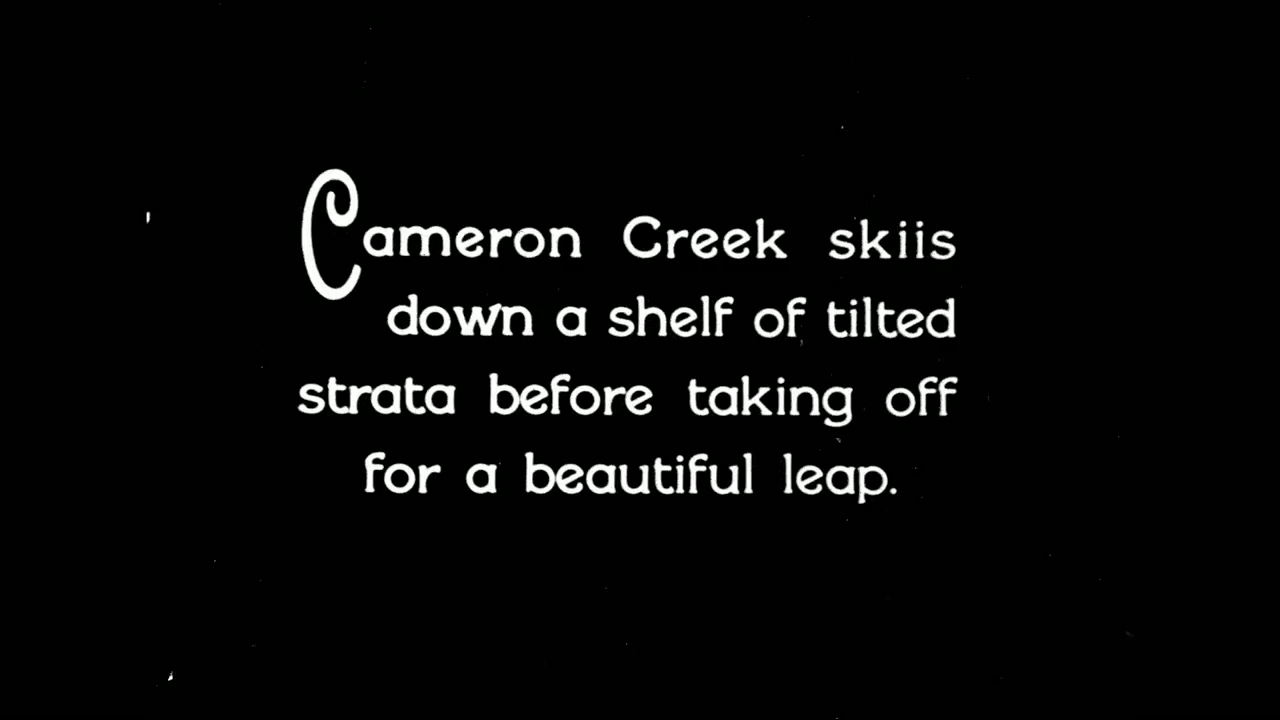 Cameron Creek skiis
down a shelf of tilted
strata before taking off
for a beautiful leap.